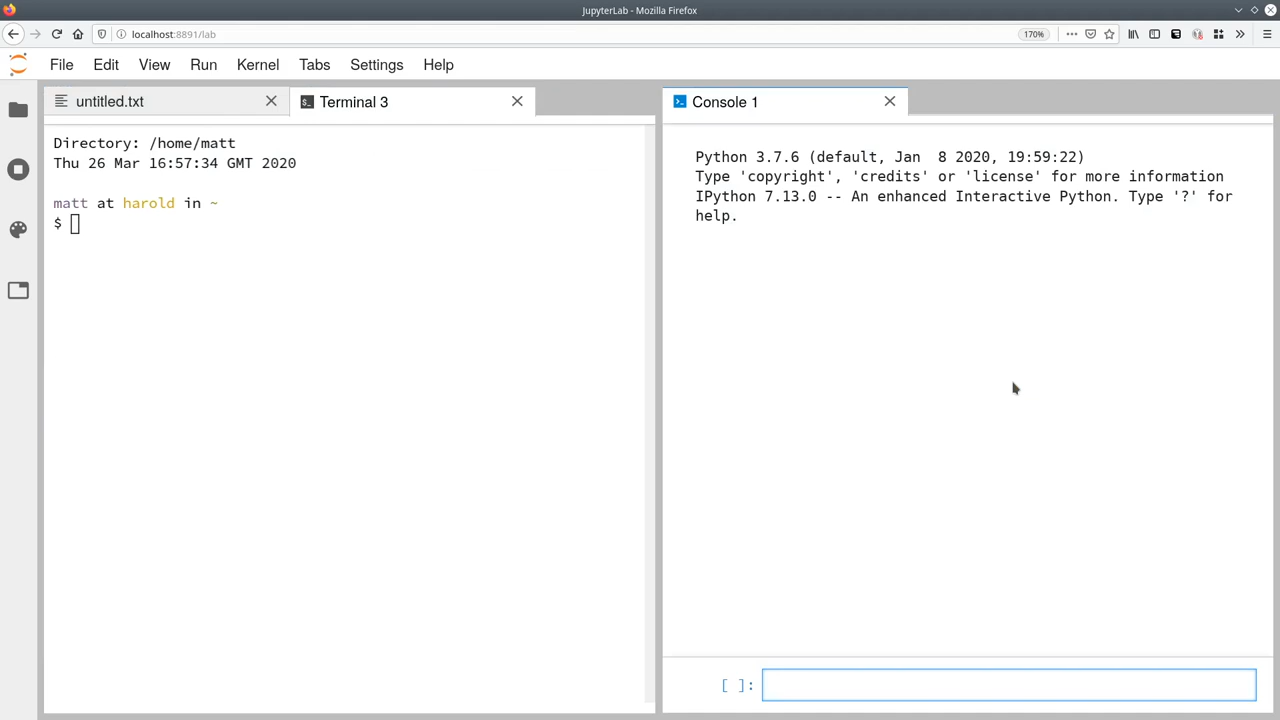 JupyterLab - Mozilla Firefox
localhost:8891/lab
170%
File Edit View Run Kernel Tabs Settings Help
untitled.txt
Terminal 3
Directory: /home/matt
Thu 26 Mar 16:57:34 GMT 2020
matt at harold in ~
$
Console 1
Python 3.7.6 (default, Jan  8 2020, 19:59:22)
Type 'copyright', 'credits' or 'license' for more information
IPython 7.13.0 -- An enhanced Interactive Python. Type '?' for
help.
[ ]: